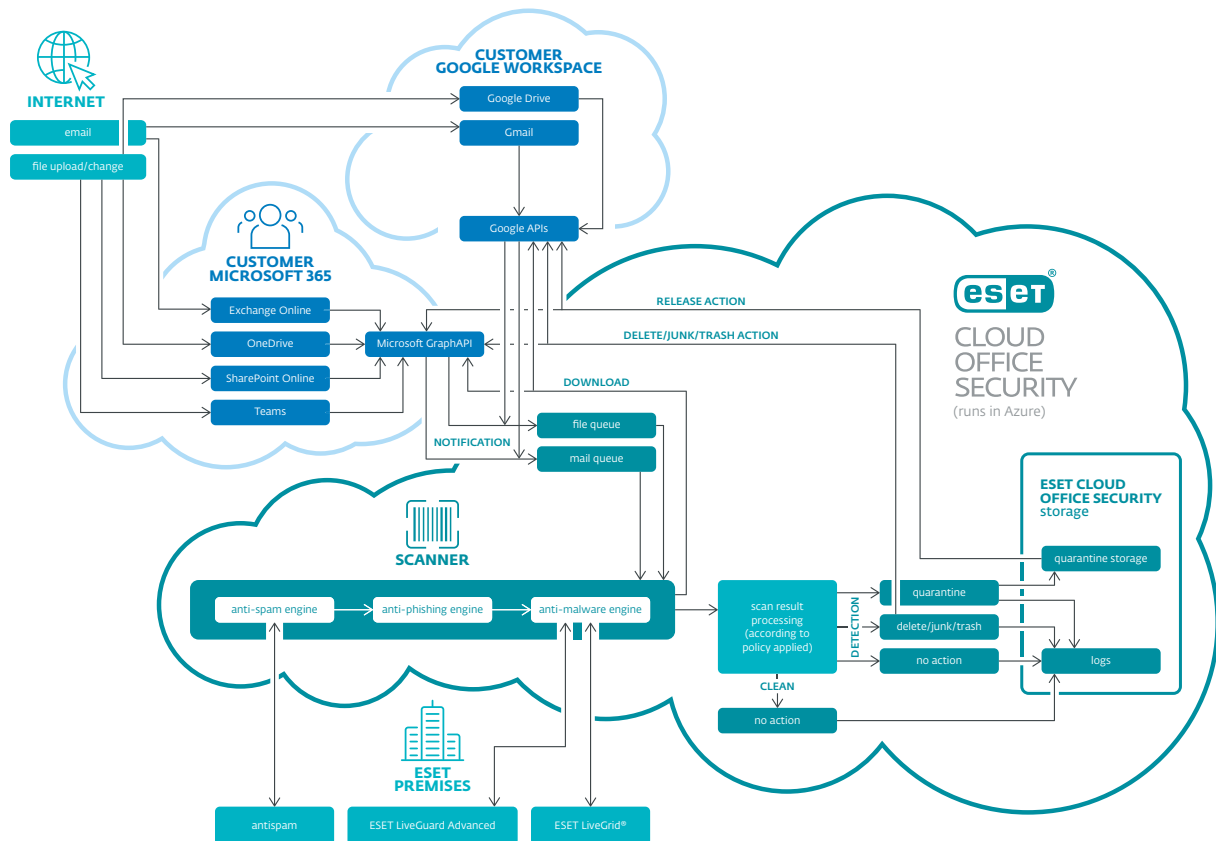 INTERNET
email
file upload/change
CUSTOMER
GOOGLE WORKSPACE
Google Drive
Gmail
Google APIs
CUSTOMER
MICROSOFT 365
Exchange Online
OneDrive
SharePoint Online
Teams
Microsoft GraphAPI
RELEASE ACTION
DELETE/JUNK/TRASH ACTION
DOWNLOAD
NOTIFICATION
file queue
mail queue
eseT®
CLOUD
OFFICE
SECURITY
(runs in Azure)
ESET CLOUD
OFFICE SECURITY
storage
quarantine storage
logs
SCANNER
anti-spam engine
anti-phishing engine
anti-malware engine
scan result
processing
(according to
policy applied)
DETECTION
quarantine
delete/junk/trash
no action
CLEAN
no action
ESET
PREMISES
antispam
ESET LiveGuard Advanced
ESET LiveGrid®